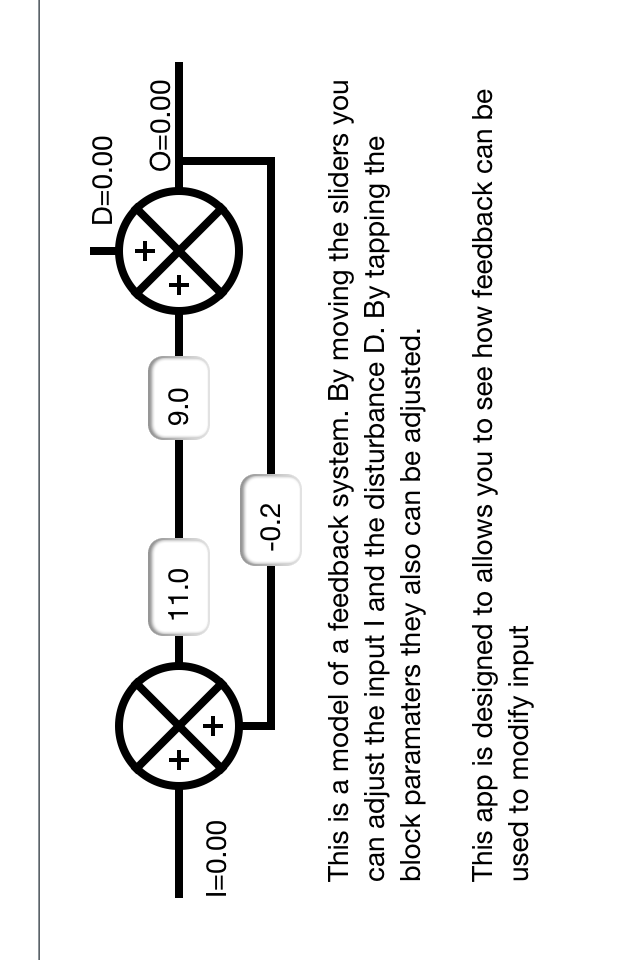 D=0.00
O=0.00
+
+
11.0
9.0
+
+
-0.2
I=0.00
This is a model of a feedback system. By moving the sliders you
can adjust the input I and the disturbance D. By tapping the
block paramaters they also can be adjusted.
This app is designed to allows you to see how feedback can be
used to modify input